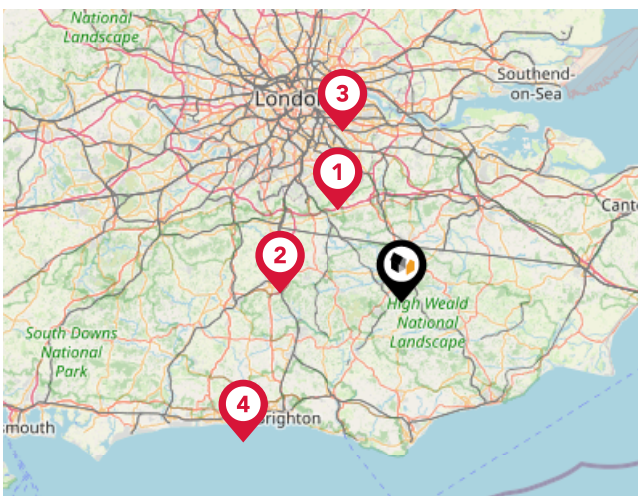 National
Landscape
Southend-
on-Sea
London
3
1
Cant
2
High Weald
National
Landscape
South Downs
National
Park
4
Brighton
smouth